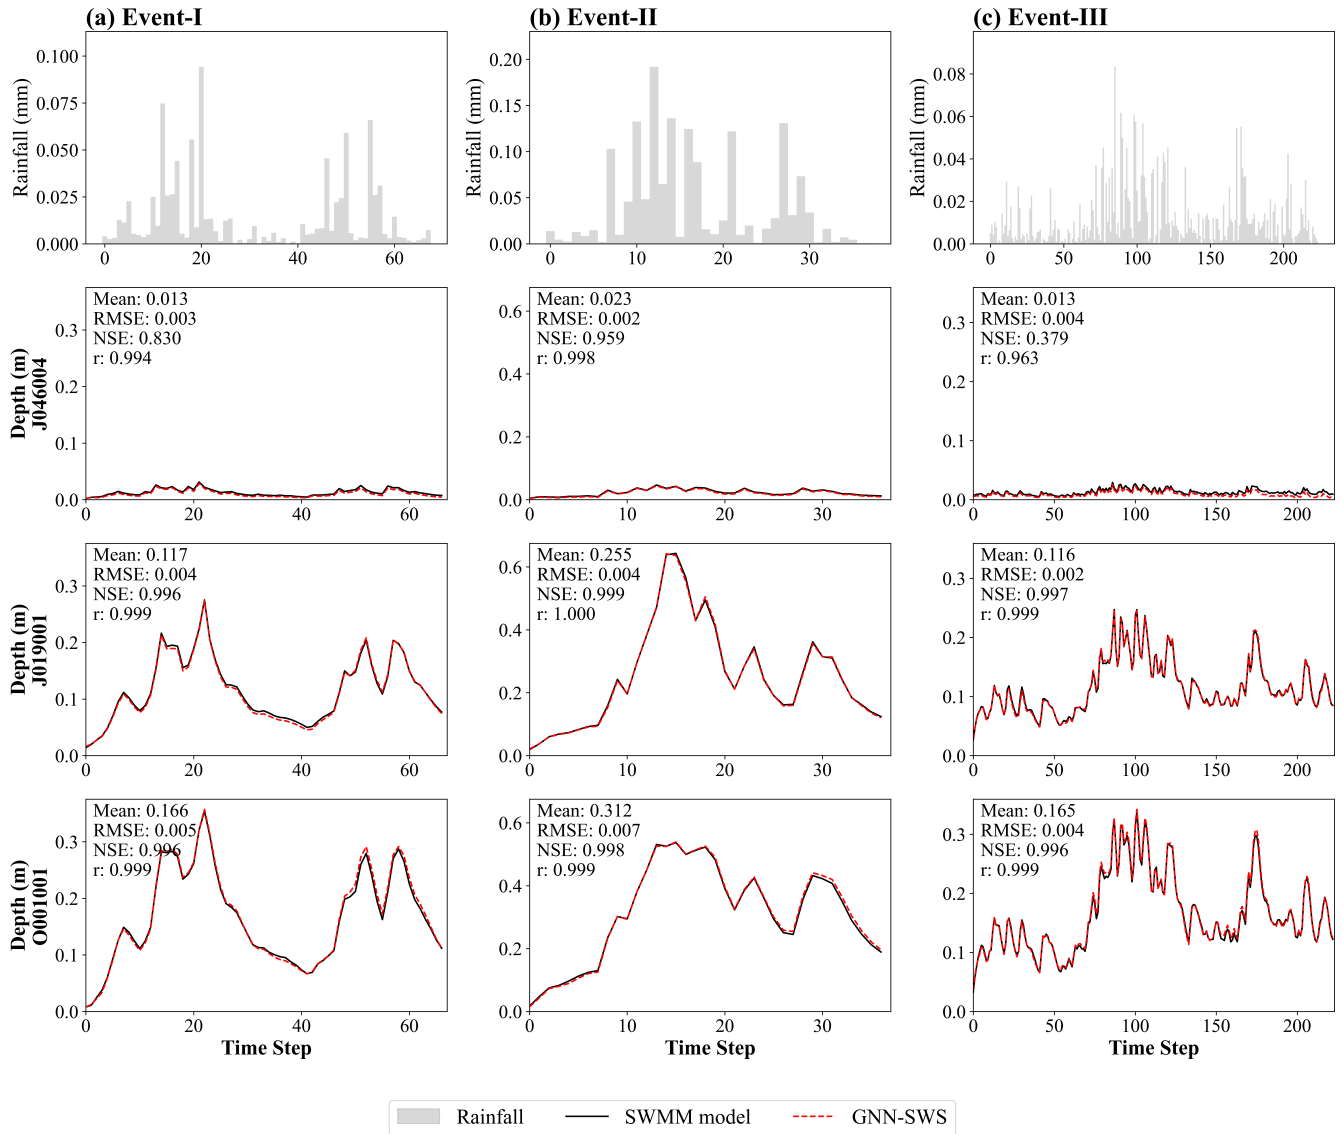 (a) Event-I
(b) Event-II
(c) Event-III
Rainfall (mm)
0.100
0.075
0.050
0.025
0.000
0
20
40
60
Rainfall (mm)
0.20
0.15
0.10
0.05
0.00
0
10
20
30
Rainfall (mm)
0.08
0.06
0.04
0.02
0.00
0
50
100
150
200
Depth (m)
J046004
Mean: 0.013
RMSE: 0.003
NSE: 0.830
r: 0.994
0.3
0.2
0.1
0.0
0
20
40
60
Mean: 0.023
RMSE: 0.002
NSE: 0.959
r: 0.998
0.6
0.4
0.2
0.0
0
10
20
30
Mean: 0.013
RMSE: 0.004
NSE: 0.379
r: 0.963
0.3
0.2
0.1
0.0
0
50
100
150
200
Depth (m)
J019001
Mean: 0.117
RMSE: 0.004
NSE: 0.996
r: 0.999
0.3
0.2
0.1
0.0
0
20
40
60
Mean: 0.255
RMSE: 0.004
NSE: 0.999
r: 1.000
0.6
0.4
0.2
0.0
0
10
20
30
Mean: 0.116
RMSE: 0.002
NSE: 0.997
r: 0.999
0.3
0.2
0.1
0.0
0
50
100
150
200
Depth (m)
O001001
Mean: 0.166
RMSE: 0.005
NSE: 0.996
r: 0.999
0.3
0.2
0.1
0.0
0
20
40
60
Time Step
Mean: 0.312
RMSE: 0.007
NSE: 0.998
r: 0.999
0.6
0.4
0.2
0.0
0
10
20
30
Time Step
Mean: 0.165
RMSE: 0.004
NSE: 0.996
r: 0.999
0.3
0.2
0.1
0.0
0
50
100
150
200
Time Step
Rainfall
SWMM model
GNN-SWS